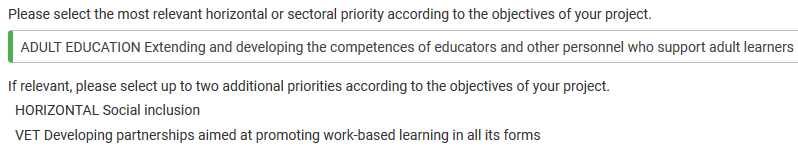 Please select the most relevant horizontal or sectoral priority according to the objectives of your project.
ADULT EDUCATION Extending and developing the competences of educators and other personnel who support adult learners
If relevant, please select up to two additional priorities according to the objectives of your project.
HORIZONTAL Social inclusion
VET Developing partnerships aimed at promoting work-based learning in all its forms